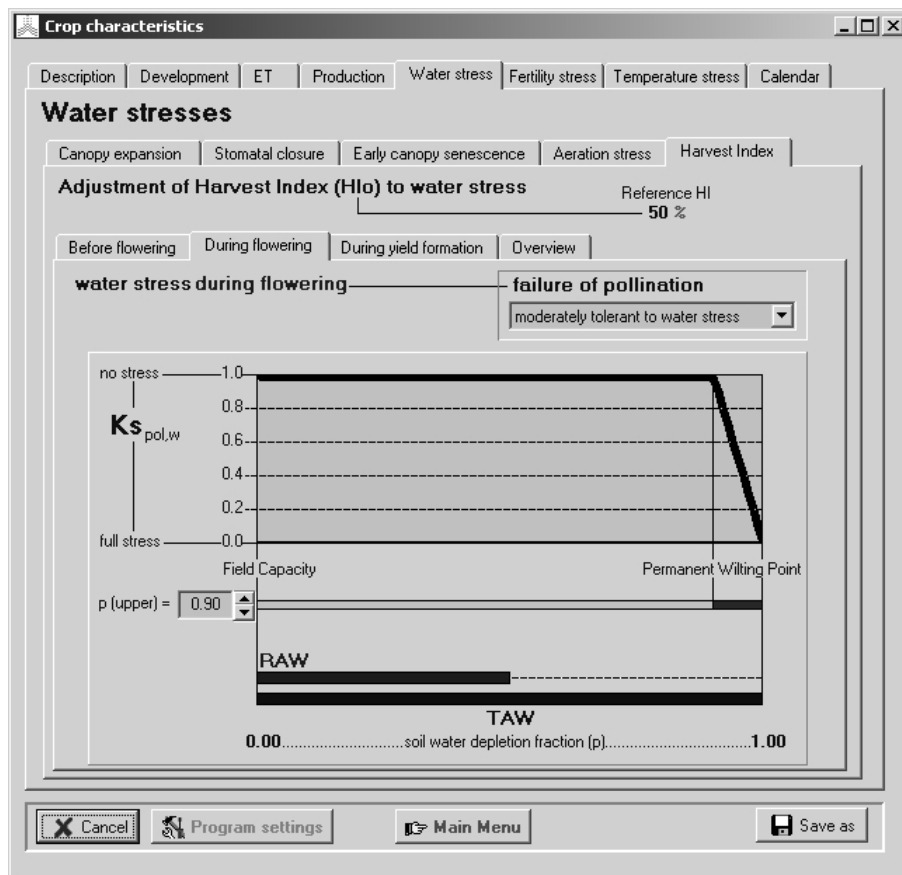 Crop characteristics
Description Development ET Production Water stress Fertility stress Temperature stress Calendar
Water stresses
Canopy expansion Stomatal closure Early canopy senescence Aeration stress Harvest Index
Adjustment of Harvest Index (HIo) to water stress
Reference HI
50 %
Before flowering During flowering During yield formation Overview
water stress during flowering failure of pollination
moderately tolerant to water stress
no stress 1.0
0.8
Ks pol,w
0.6
0.4
0.2
full stress 0.0
Field Capacity Permanent Wilting Point
p (upper) = 0.90
RAW
TAW
0.00............................soil water depletion fraction (p).................................1.00
Cancel Program settings Main Menu Save as